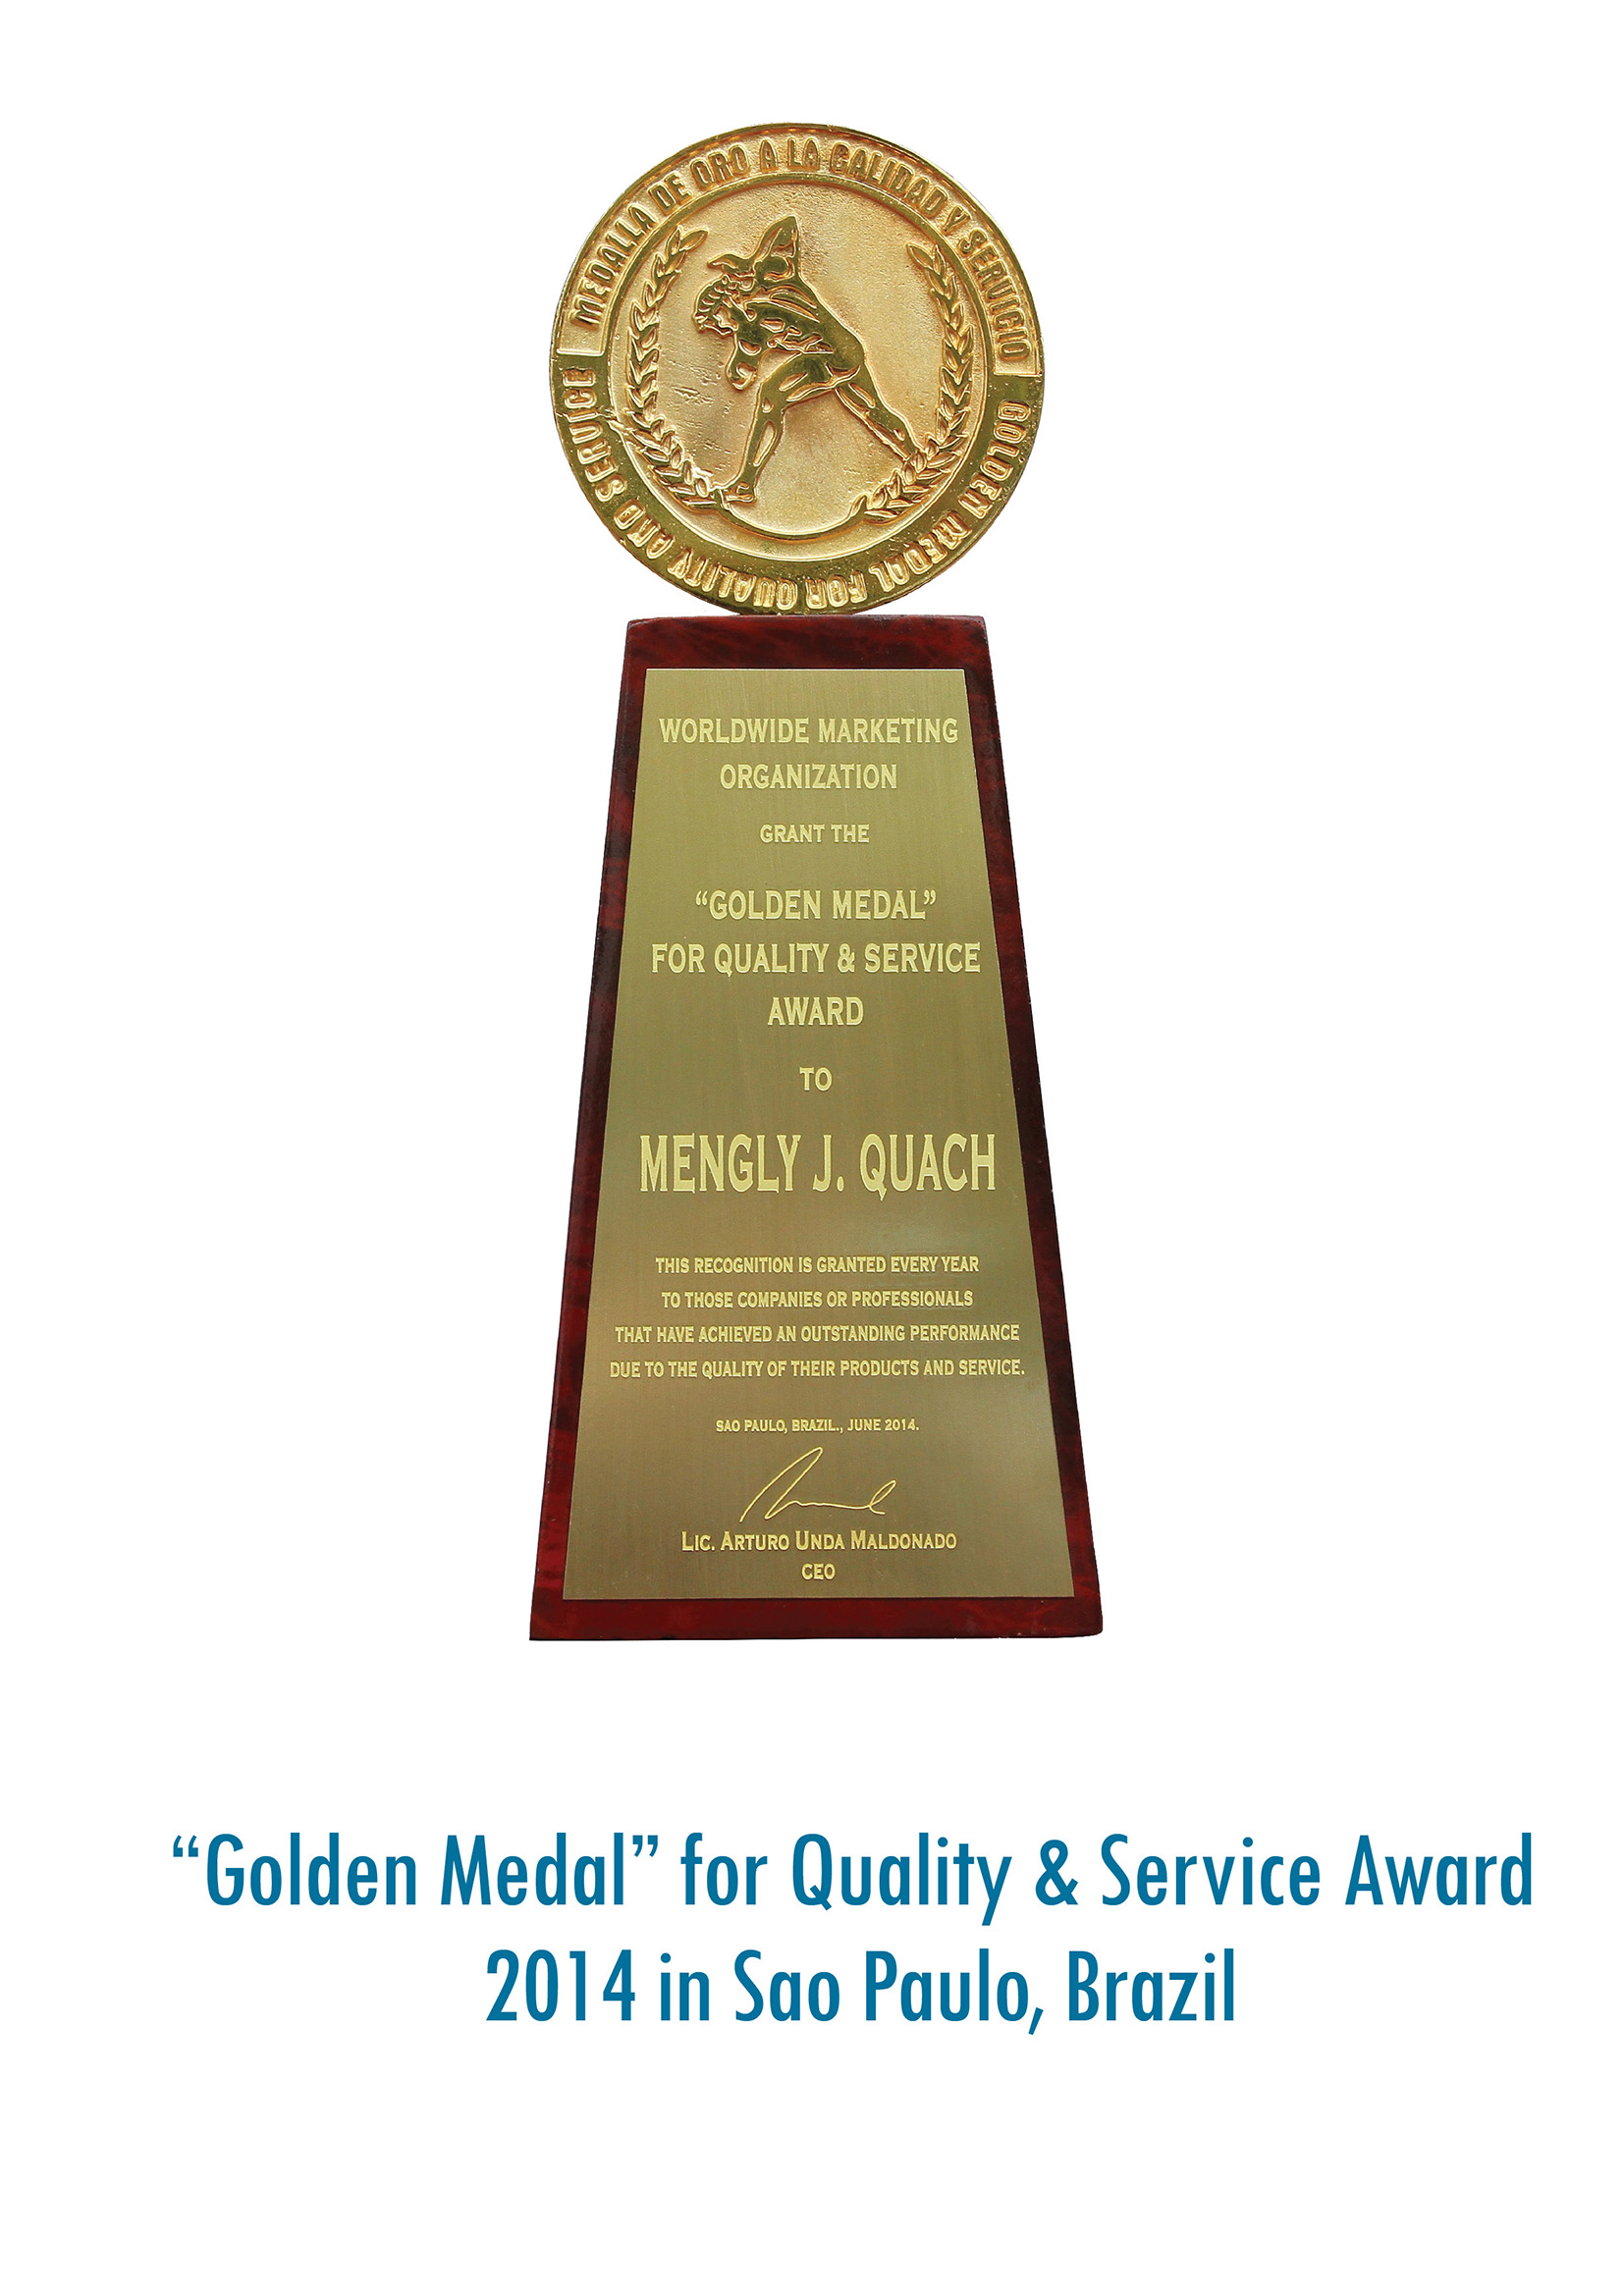 MEDALLA DE ORO A LA CALIDAD Y SERVICIO
GOLDEN MEDAL FOR QUALITY AND SERVICE
WORLDWIDE MARKETING
ORGANIZATION
GRANT THE
“GOLDEN MEDAL”
FOR QUALITY & SERVICE
AWARD
TO
MENGLY J. QUACH
THIS RECOGNITION IS GRANTED EVERY YEAR
TO THOSE COMPANIES OR PROFESSIONALS
THAT HAVE ACHIEVED AN OUTSTANDING PERFORMANCE
DUE TO THE QUALITY OF THEIR PRODUCTS AND SERVICE.
SAO PAULO, BRAZIL., JUNE 2014.
LIC. ARTURO UNDA MALDONADO
CEO
“Golden Medal” for Quality & Service Award
2014 in Sao Paulo, Brazil